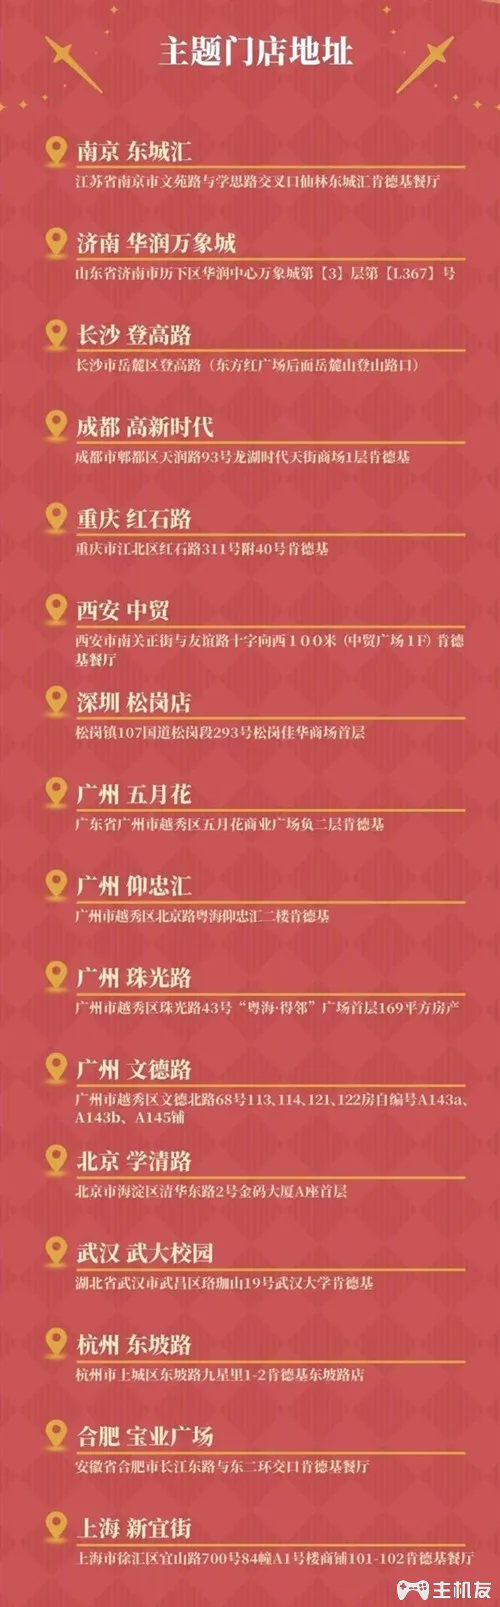 主题门店地址
南京 东城汇
江苏省南京市文苑路与学思路交叉口仙林东城汇肯德基餐厅
济南 华润万象城
山东省济南市历下区华润中心万象城第【3】层第【L367】号
长沙 登高路
长沙市岳麓区登高路（东方红广场后面岳麓山登山路口）
成都 高新时代
成都市郫都区天润路93号龙湖时代天街商场1层肯德基
重庆 红石路
重庆市江北区红石路311号附40号肯德基
西安 中贸
西安市南关正街与友谊路十字向西１００米（中贸广场１F）肯德
基餐厅
深圳 松岗店
松岗镇107国道松岗段293号松岗佳华商场首层
广州 五月花
广东省广州市越秀区五月花商业广场负二层肯德基
广州 仰忠汇
广州市越秀区北京路粤海仰忠汇二楼肯德基
广州 珠光路
广州市越秀区珠光路43号“粤海·得邻”广场首层169平方房产
广州 文德路
广州市越秀区文德北路68号113、114、121、122房自编号A143a、
A143b、A145铺
北京 学清路
北京市海淀区清华东路2号金码大厦A座首层
武汉 武大校园
湖北省武汉市武昌区珞珈山19号武汉大学肯德基
杭州 东坡路
杭州市上城区东坡路九星里1-2肯德基东坡路店
合肥 宝业广场
安徽省合肥市长江东路与东二环交口肯德基餐厅
上海 新宜街
上海市徐汇区宜山路700号84幢A1号楼商铺101-102肯德基餐厅
主机友